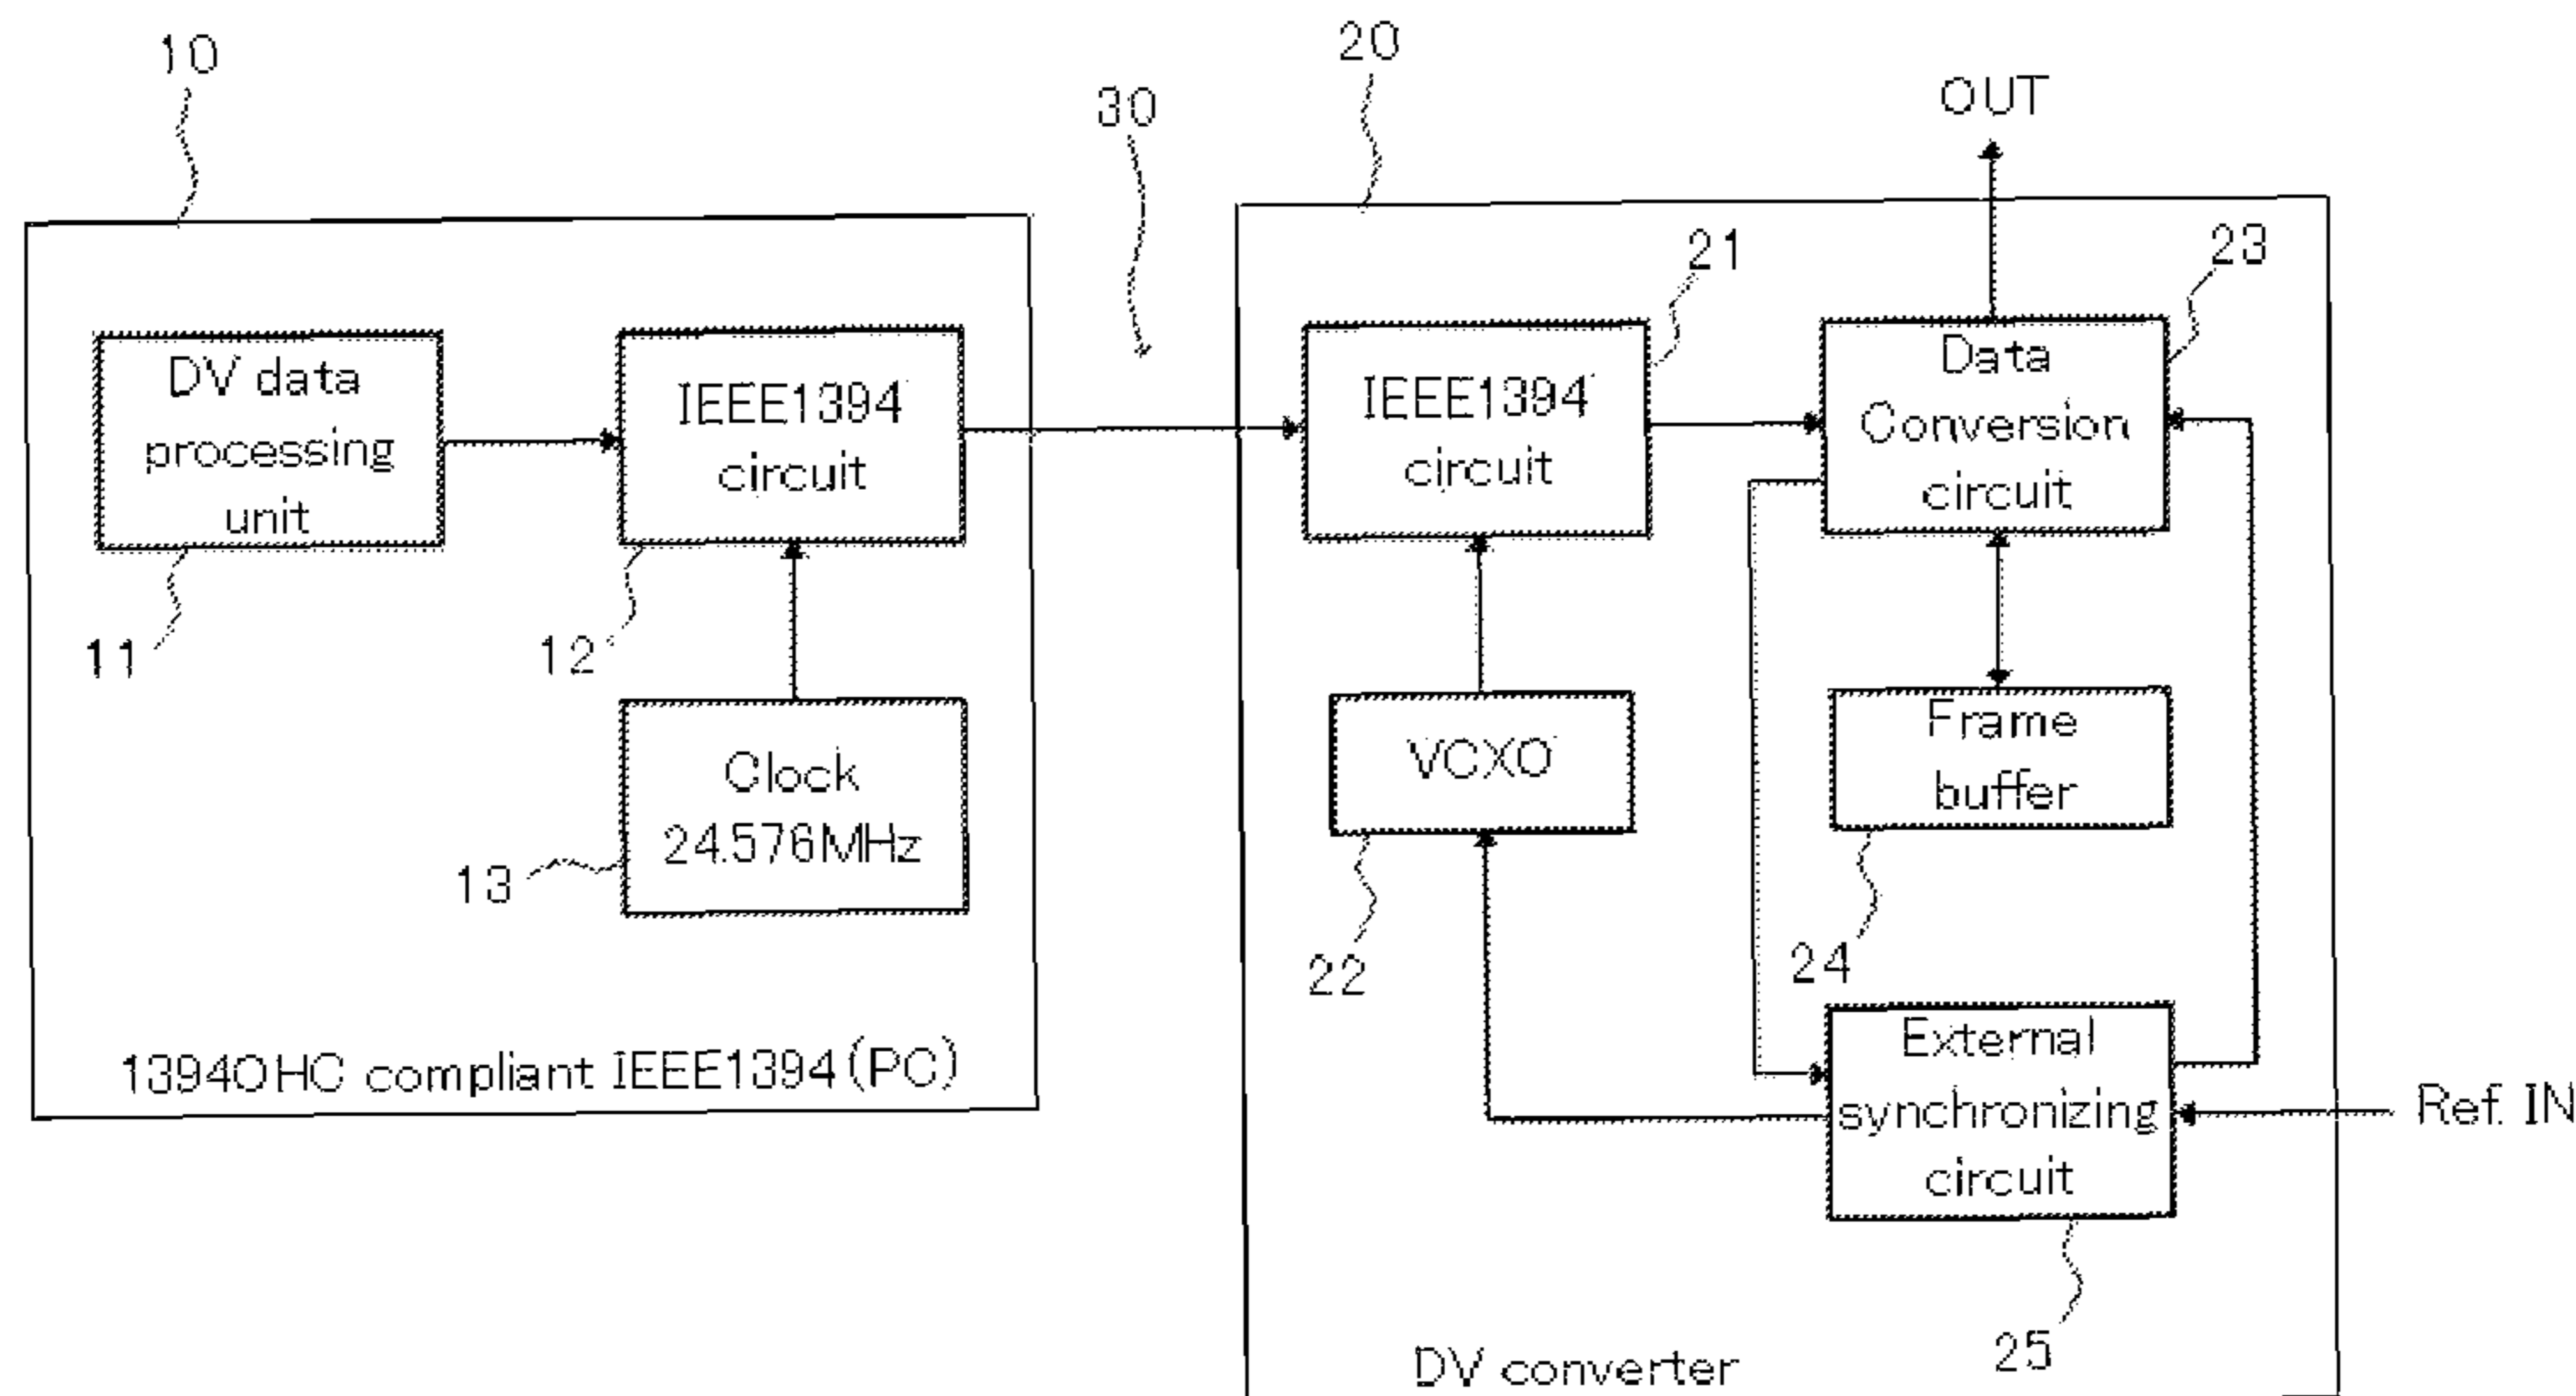 10
20
30
OUT
21
23
DV data
processing
unit
IEEE1394
circuit
IEEE1394
circuit
Data
Conversion
circuit
11
12
Clock
24.576MHz
13
VCXO
22
Frame
buffer
24
1394OHC compliant IEEE1394(PC)
External
synchronizing
circuit
Ref. IN
25
DV converter